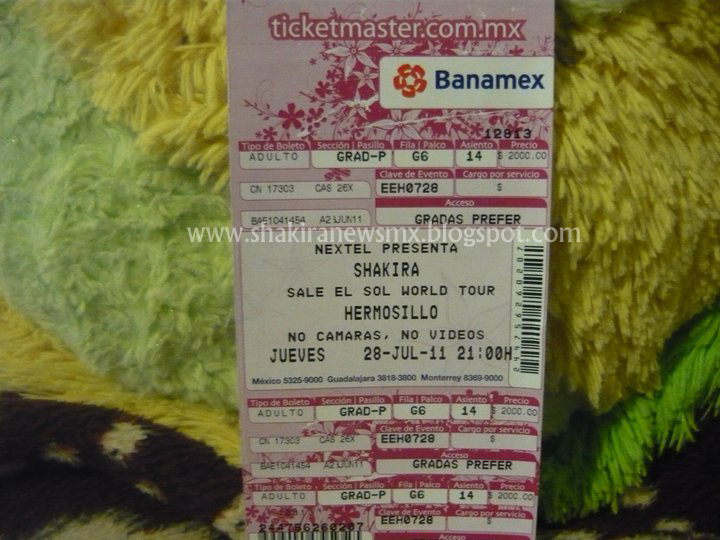 ticketmaster.com.mx
Banamex
12813
Tipo de Boleto Sección | Pasillo Fila | Palco Asiento Precio
ADULTO GRAD-P G6 14 $ 2000.00
Clave de Evento Cargo por servicio
CN 17303 CAS 26X EEH0728 $
Acceso
BAE1041454 A23JUN11 GRADAS PREFER
www.shakiranewsmx.blogspot.com
NEXTEL PRESENTA
SHAKIRA
SALE EL SOL WORLD TOUR
HERMOSILLO
NO CAMARAS, NO VIDEOS
JUEVES 28-JUL-11 21:00H
México 5325-9000 Guadalajara 3818-3800 Monterrey 8369-9000
Tipo de Boleto Sección | Pasillo Fila | Palco Asiento Precio
ADULTO GRAD-P G6 14 $ 2000.00
Clave de Evento Cargo por servicio
CN 17303 CAS 26X EEH0728 $
Acceso
BAE1041454 A23JUN11 GRADAS PREFER
Tipo de Boleto Sección | Pasillo Fila | Palco Asiento Precio
ADULTO GRAD-P G6 14 $ 2000.00
Clave de Evento Cargo por servicio
EEH0728 $
244756260207 Acceso